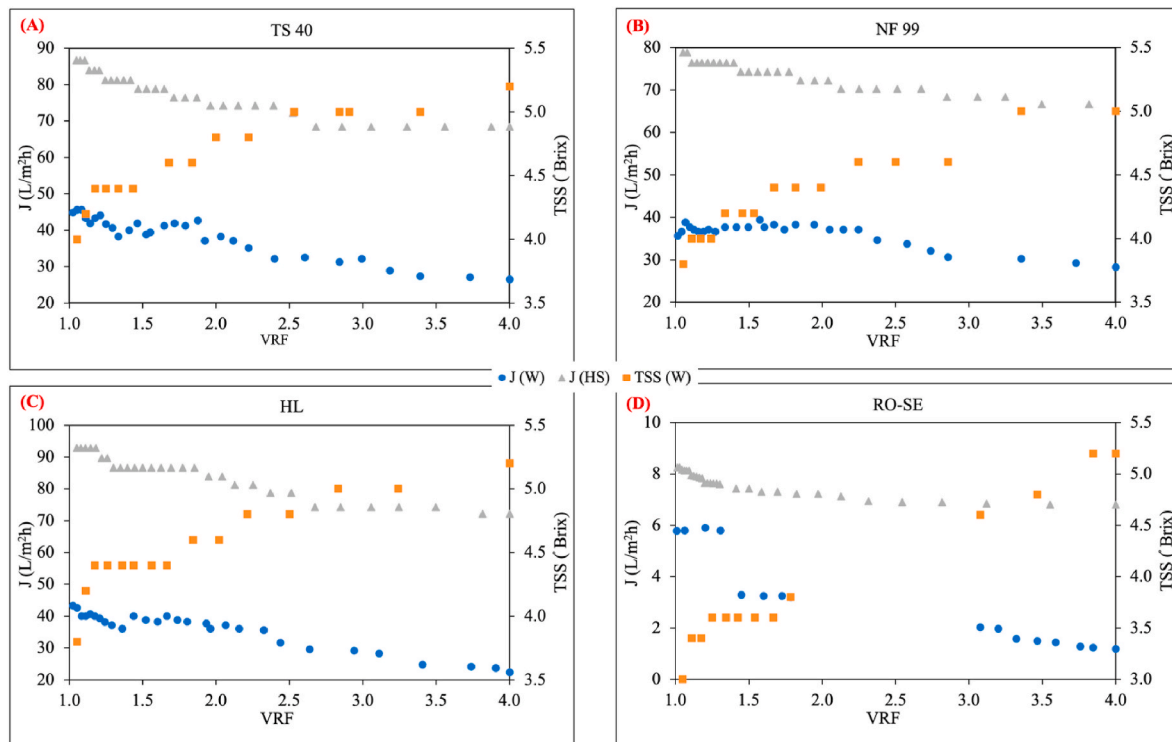 (A)
TS 40
90
80
70
60
50
40
30
20
J (L/m²h)
5.5
5.0
4.5
4.0
3.5
TSS (°Brix)
1.0 1.5 2.0 2.5 3.0 3.5 4.0
VRF
(B)
NF 99
80
70
60
50
40
30
20
J (L/m²h)
5.5
5.0
4.5
4.0
3.5
TSS (°Brix)
1.0 1.5 2.0 2.5 3.0 3.5 4.0
VRF
J (W) J (HS) TSS (W)
(C)
HL
100
90
80
70
60
50
40
30
20
J (L/m²h)
5.5
5.0
4.5
4.0
3.5
TSS (°Brix)
1.0 1.5 2.0 2.5 3.0 3.5 4.0
VRF
(D)
RO-SE
10
8
6
4
2
0
J (L/m²h)
5.5
5.0
4.5
4.0
3.5
3.0
TSS (°Brix)
1.0 1.5 2.0 2.5 3.0 3.5 4.0
VRF